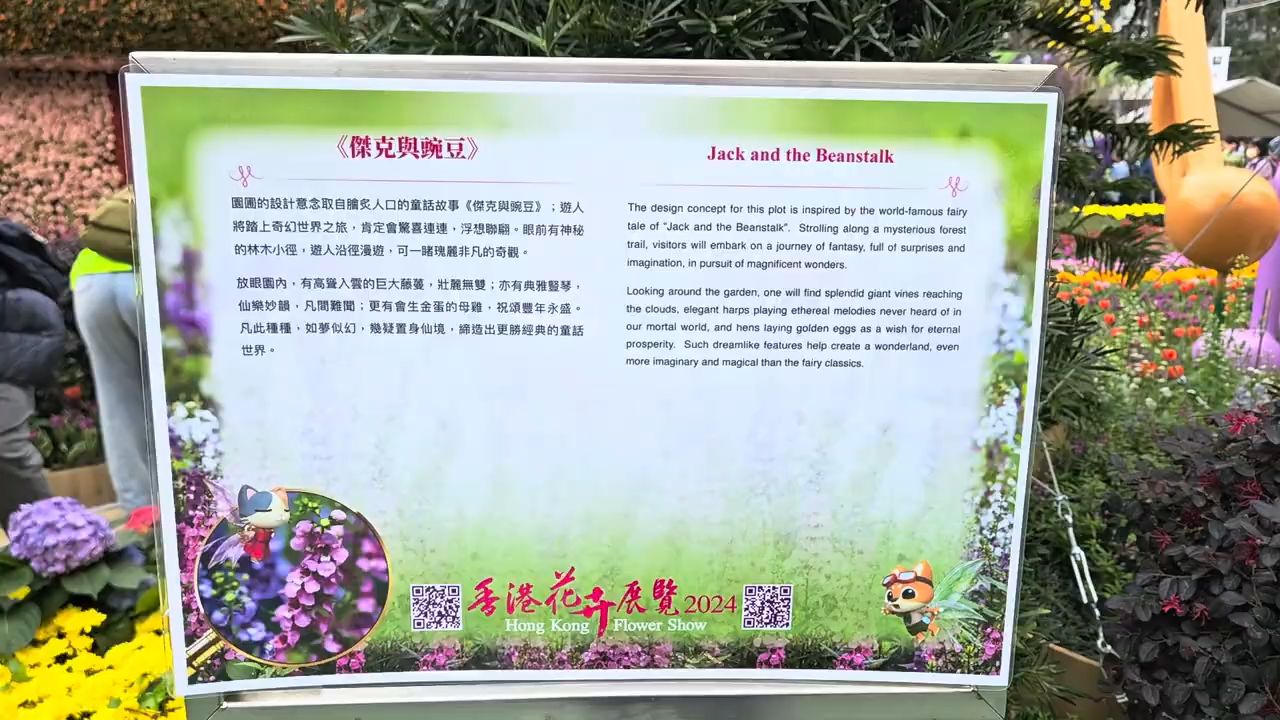 《傑克與豌豆》
園圃的設計意念取自膾炙人口的童話故事《傑克與豌豆》；遊人
將踏上奇幻世界之旅，肯定會驚喜連連，浮想聯翩。眼前有神秘
的林木小徑，遊人沿徑漫遊，可一睹瑰麗非凡的奇觀。
放眼園內，有高聳入雲的巨大藤蔓，壯麗無雙；亦有典雅豎琴，
仙樂妙韻，凡間難聞；更有會生金蛋的母雞，祝頌豐年永盛。
凡此種種，如夢似幻，幾疑置身仙境，締造出更勝經典的童話
世界。
Jack and the Beanstalk
The design concept for this plot is inspired by the world-famous fairy
tale of "Jack and the Beanstalk". Strolling along a mysterious forest
trail, visitors will embark on a journey of fantasy, full of surprises and
imagination, in pursuit of magnificent wonders.
Looking around the garden, one will find splendid giant vines reaching
the clouds, elegant harps playing ethereal melodies never heard of in
our mortal world, and hens laying golden eggs as a wish for eternal
prosperity. Such dreamlike features help create a wonderland, even
more imaginary and magical than the fairy classics.
香港花卉展覽2024
Hong Kong Flower Show